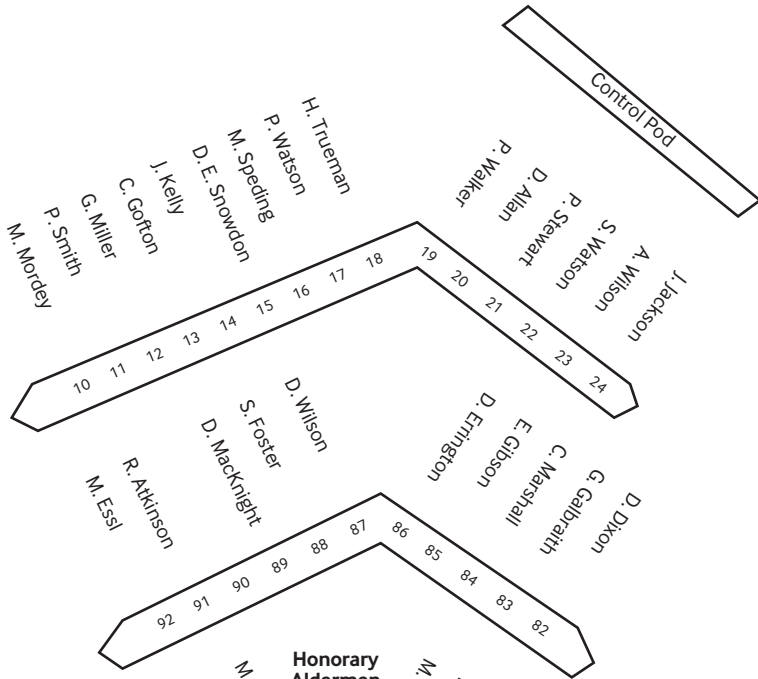 Control Pod
H. Trueman
P. Watson
M. Speding
D. E. Snowdon
J. Kelly
C. Gofton
G. Miller
P. Smith
M. Mordey
P. Walker
D. Allan
P. Stewart
S. Watson
A. Wilson
J. Jackson
10
11
12
13
14
15
16
17
18
19
20
21
22
23
24
D. Wilson
S. Foster
D. MacKnight
R. Atkinson
M. Essl
D. Errington
E. Gibson
C. Marshall
G. Galbraith
D. Dixon
92
91
90
89
88
87
86
85
84
83
82
Honorary
Aldermen
M
M.